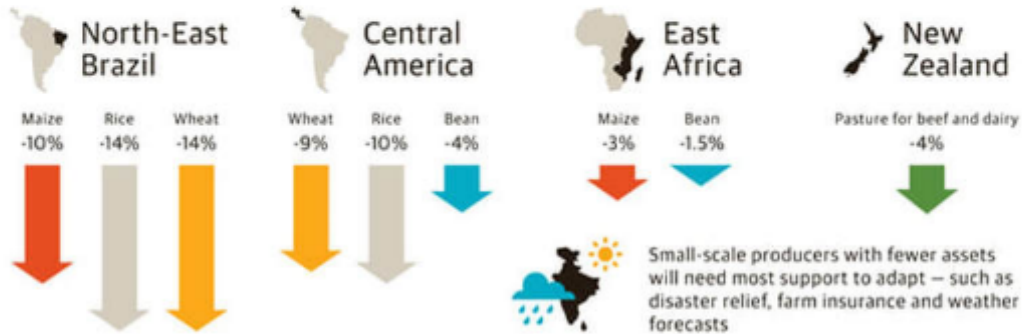 North-East
Brazil
Central
America
East
Africa
New
Zealand
Maize
-10%
Rice
-14%
Wheat
-14%
Wheat
-9%
Rice
-10%
Bean
-4%
Maize
-3%
Bean
-1.5%
Pasture for beef and dairy
-4%
Small-scale producers with fewer assets
will need most support to adapt — such as
disaster relief, farm insurance and weather
forecasts